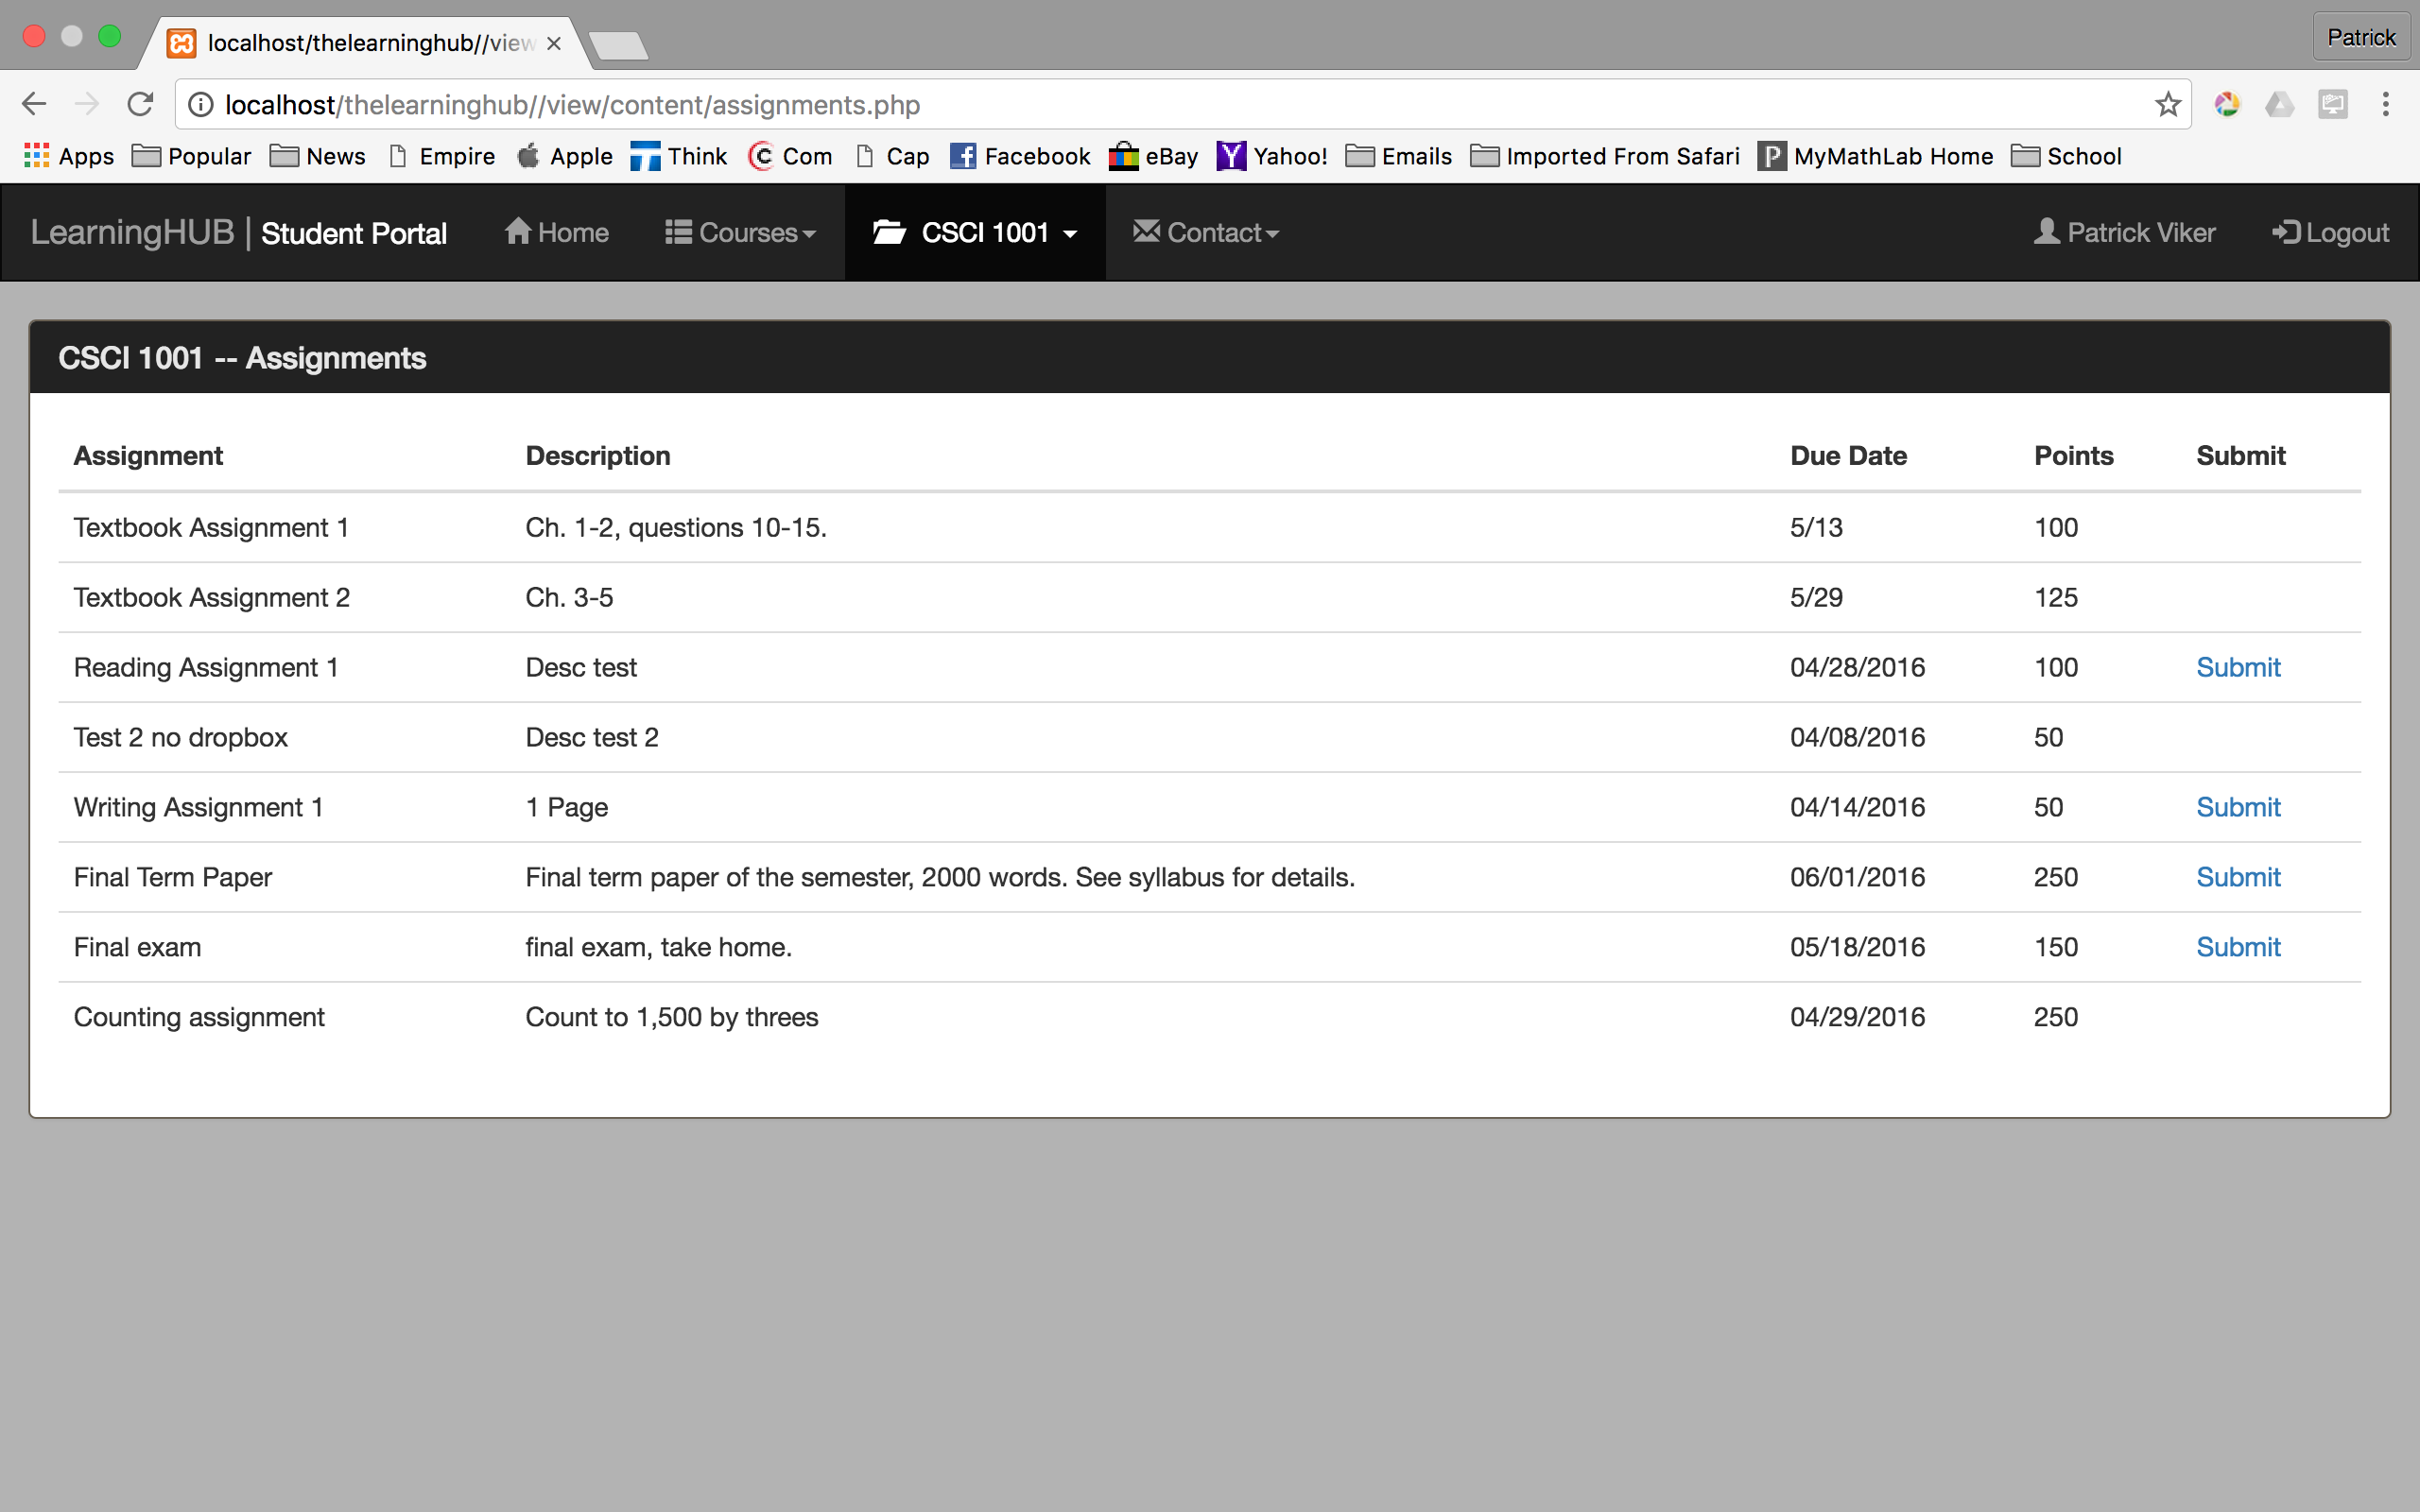 localhost/thelearninghub//view
Patrick
localhost/thelearninghub//view/content/assignments.php
Apps Popular News Empire Apple Think Com Cap Facebook eBay Yahoo! Emails Imported From Safari MyMathLab Home School
LearningHUB | Student Portal Home Courses CSCI 1001 Contact Patrick Viker Logout
CSCI 1001 -- Assignments
Assignment Description Due Date Points Submit
Textbook Assignment 1 Ch. 1-2, questions 10-15. 5/13 100
Textbook Assignment 2 Ch. 3-5 5/29 125
Reading Assignment 1 Desc test 04/28/2016 100 Submit
Test 2 no dropbox Desc test 2 04/08/2016 50
Writing Assignment 1 1 Page 04/14/2016 50 Submit
Final Term Paper Final term paper of the semester, 2000 words. See syllabus for details. 06/01/2016 250 Submit
Final exam final exam, take home. 05/18/2016 150 Submit
Counting assignment Count to 1,500 by threes 04/29/2016 250